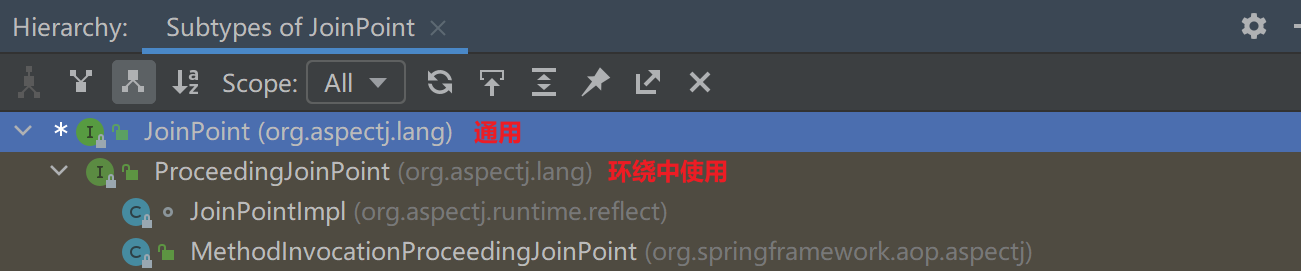 Hierarchy: Subtypes of JoinPoint
Scope: All
* JoinPoint (org.aspectj.lang) 通用
ProceedingJoinPoint (org.aspectj.lang) 环绕中使用
JoinPointImpl (org.aspectj.runtime.reflect)
MethodInvocationProceedingJoinPoint (org.springframework.aop.aspectj)